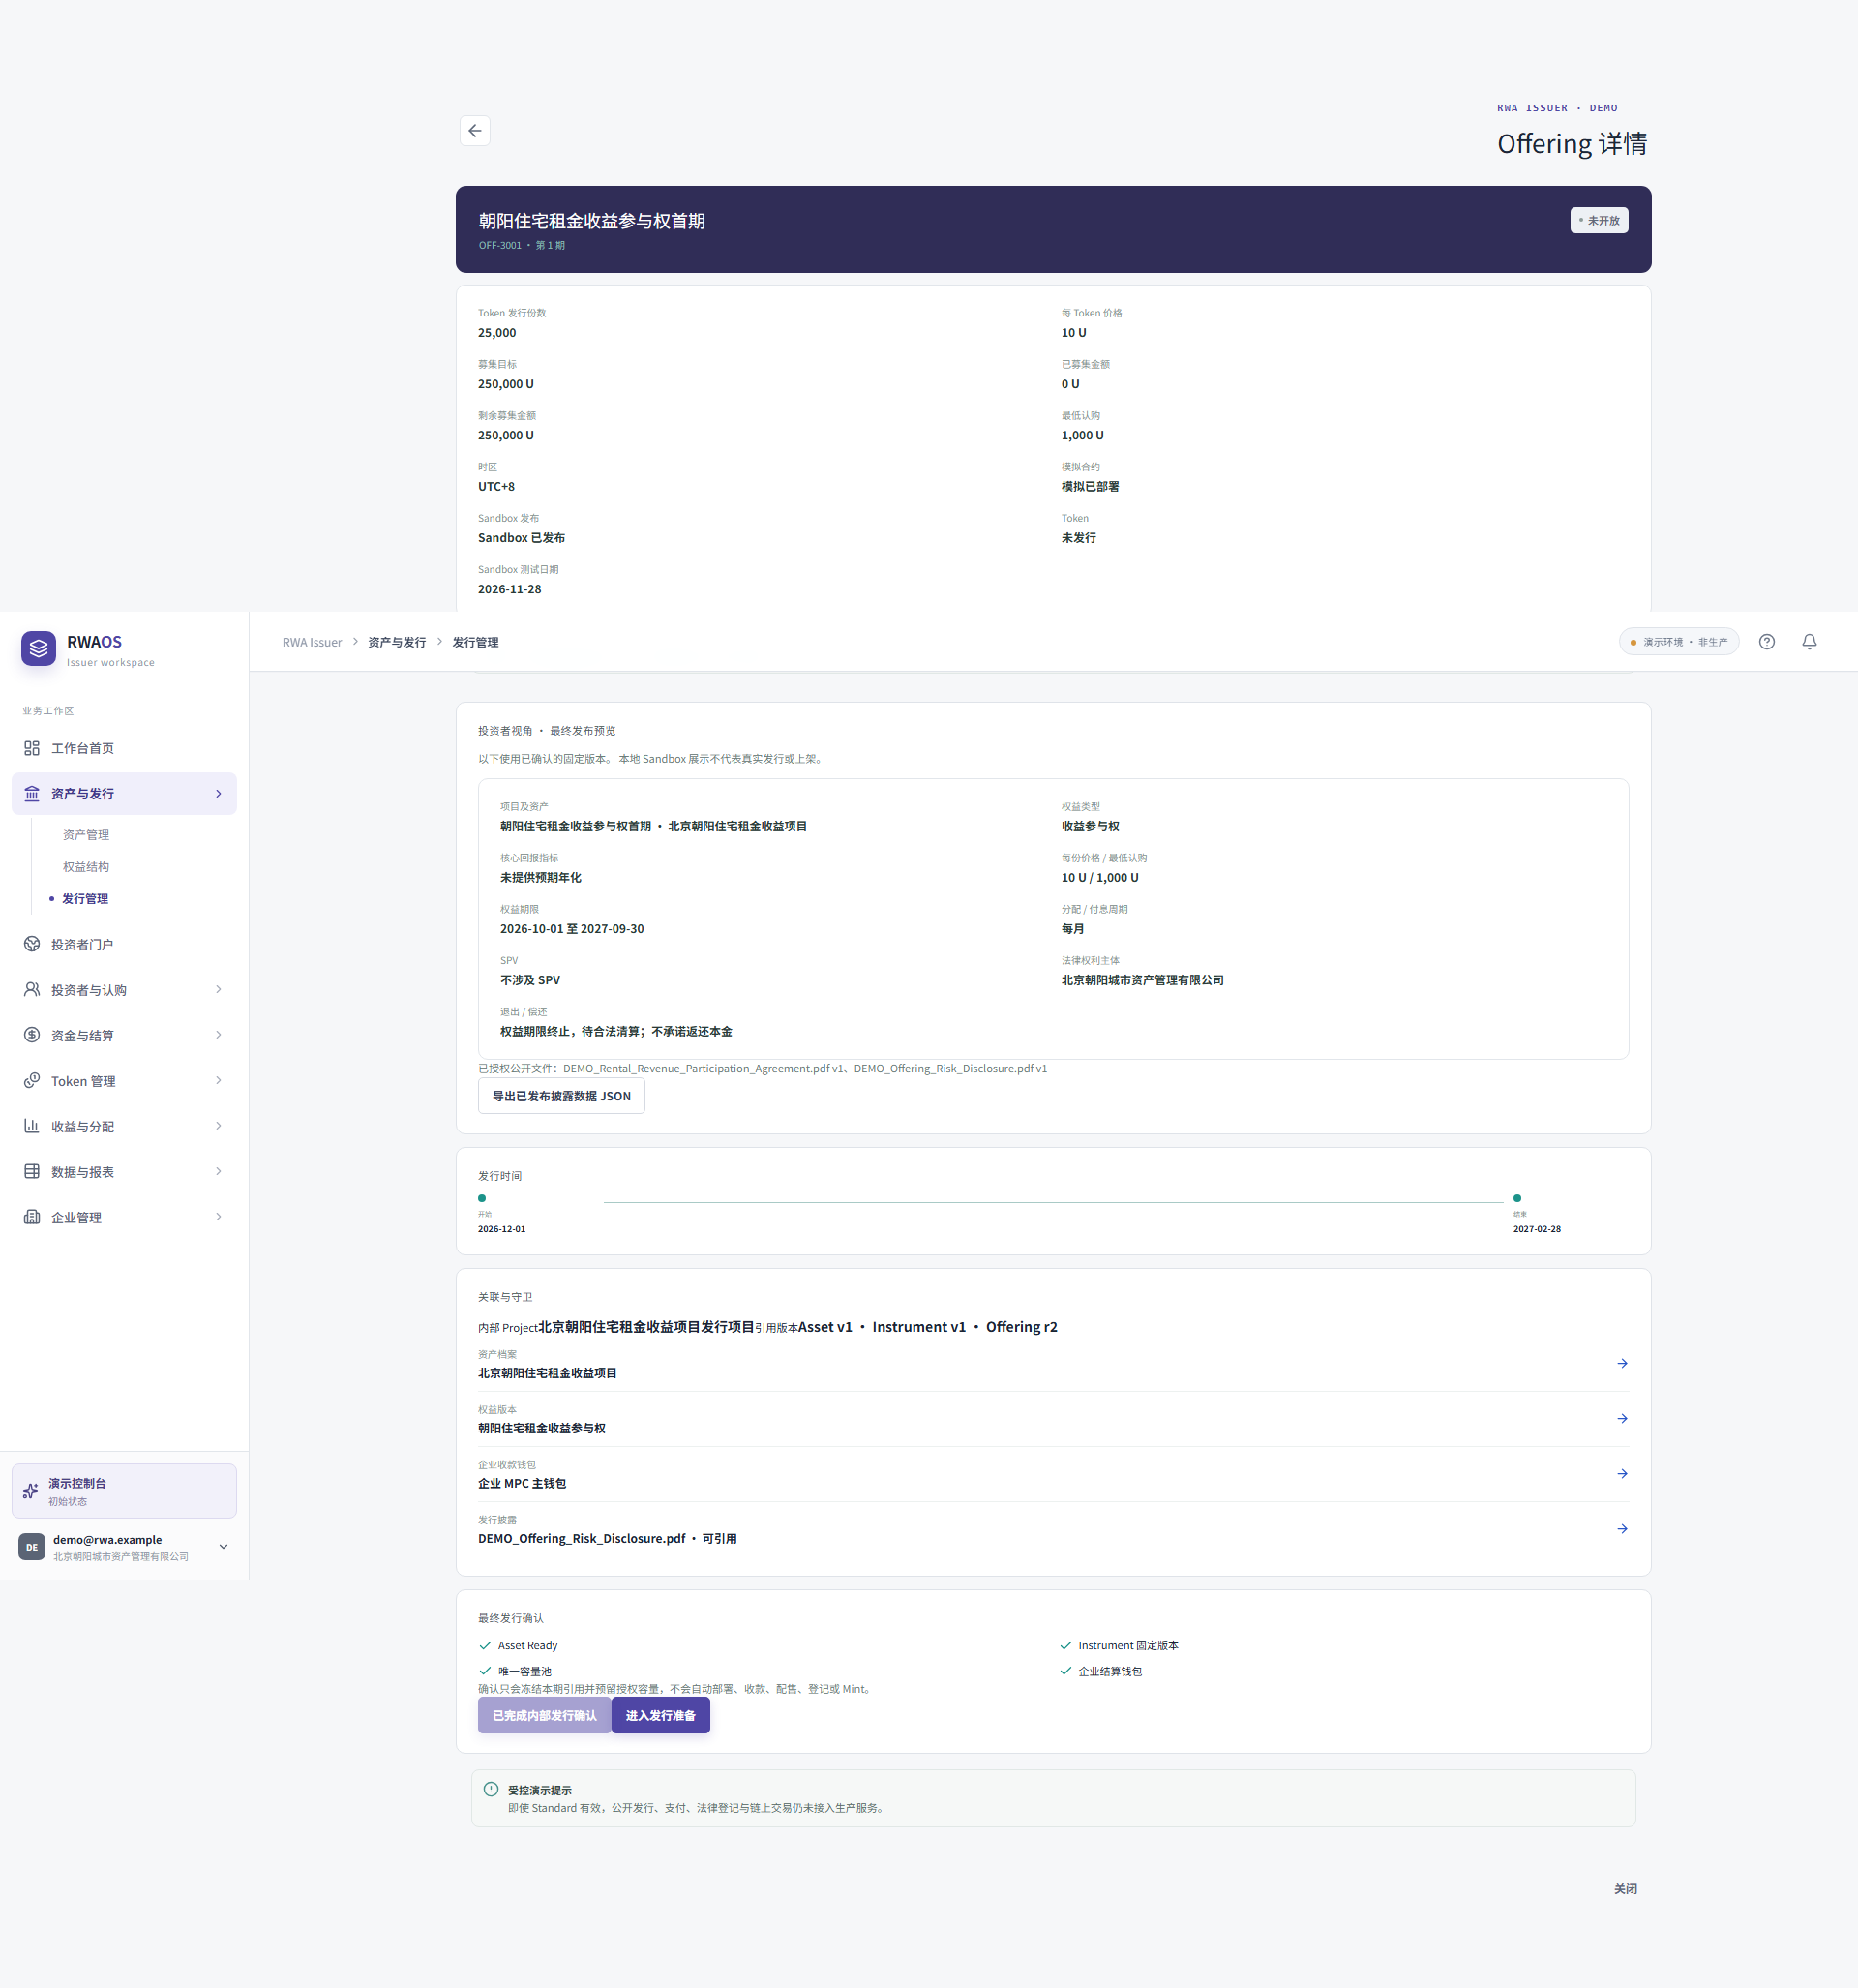 RWA ISSUER · DEMO
Offering 详情
朝阳住宅租金收益参与权首期
OFF-3001 · 第 1 期
未开放
Token 发行份数
25,000
每 Token 价格
10 U
募集目标
250,000 U
已募集金额
0 U
剩余募集金额
250,000 U
最低认购
1,000 U
时区
UTC+8
模拟合约
模拟已部署
Sandbox 发布
Sandbox 已发布
Token
未发行
Sandbox 测试日期
2026-11-28
RWAOS
Issuer workspace
RWA Issuer > 资产与发行 > 发行管理
演示环境 · 非生产
业务工作区
工作台首页
资产与发行
资产管理
权益结构
发行管理
投资者门户
投资者与认购
资金与结算
Token 管理
收益与分配
数据与报表
企业管理
演示控制台
初始状态
DE
demo@rwa.example
北京朝阳城市资产管理有限公司
投资者视角 · 最终发布预览
以下使用已确认的固定版本。 本地 Sandbox 展示不代表真实发行或上架。
项目及资产
朝阳住宅租金收益参与权首期 · 北京朝阳住宅租金收益项目
权益类型
收益参与权
核心回报指标
未提供预期年化
每份价格 / 最低认购
10 U / 1,000 U
权益期限
2026-10-01 至 2027-09-30
分配 / 付息周期
每月
SPV
不涉及 SPV
法律权利主体
北京朝阳城市资产管理有限公司
退出 / 偿还
权益期限终止，待合法清算；不承诺返还本金
已授权公开文件：DEMO_Rental_Revenue_Participation_Agreement.pdf v1、DEMO_Offering_Risk_Disclosure.pdf v1
导出已发布披露数据 JSON
发行时间
开始
2026-12-01
结束
2027-02-28
关联与守卫
内部 Project北京朝阳住宅租金收益项目发行项目引用版本Asset v1 · Instrument v1 · Offering r2
资产档案
北京朝阳住宅租金收益项目
权益版本
朝阳住宅租金收益参与权
企业收款钱包
企业 MPC 主钱包
发行披露
DEMO_Offering_Risk_Disclosure.pdf · 可引用
最终发行确认
Asset Ready
Instrument 固定版本
唯一容量池
企业结算钱包
确认只会冻结本期引用并预留授权容量，不会自动部署、收款、配售、登记或 Mint。
已完成内部发行确认
进入发行准备
受控演示提示
即使 Standard 有效，公开发行、支付、法律登记与链上交易仍未接入生产服务。
关闭